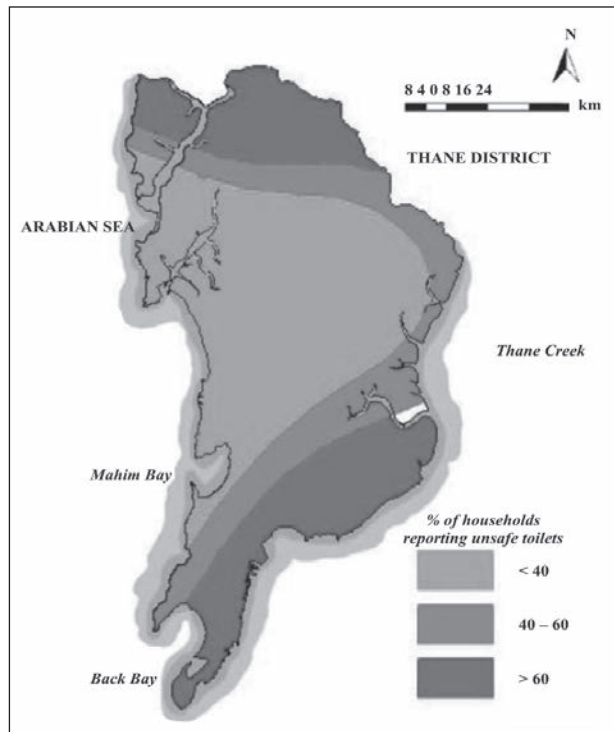 N
8 4 0 8 16 24
km
THANE DISTRICT
ARABIAN SEA
Thane Creek
Mahim Bay
% of households
reporting unsafe toilets
< 40
40 – 60
> 60
Back Bay